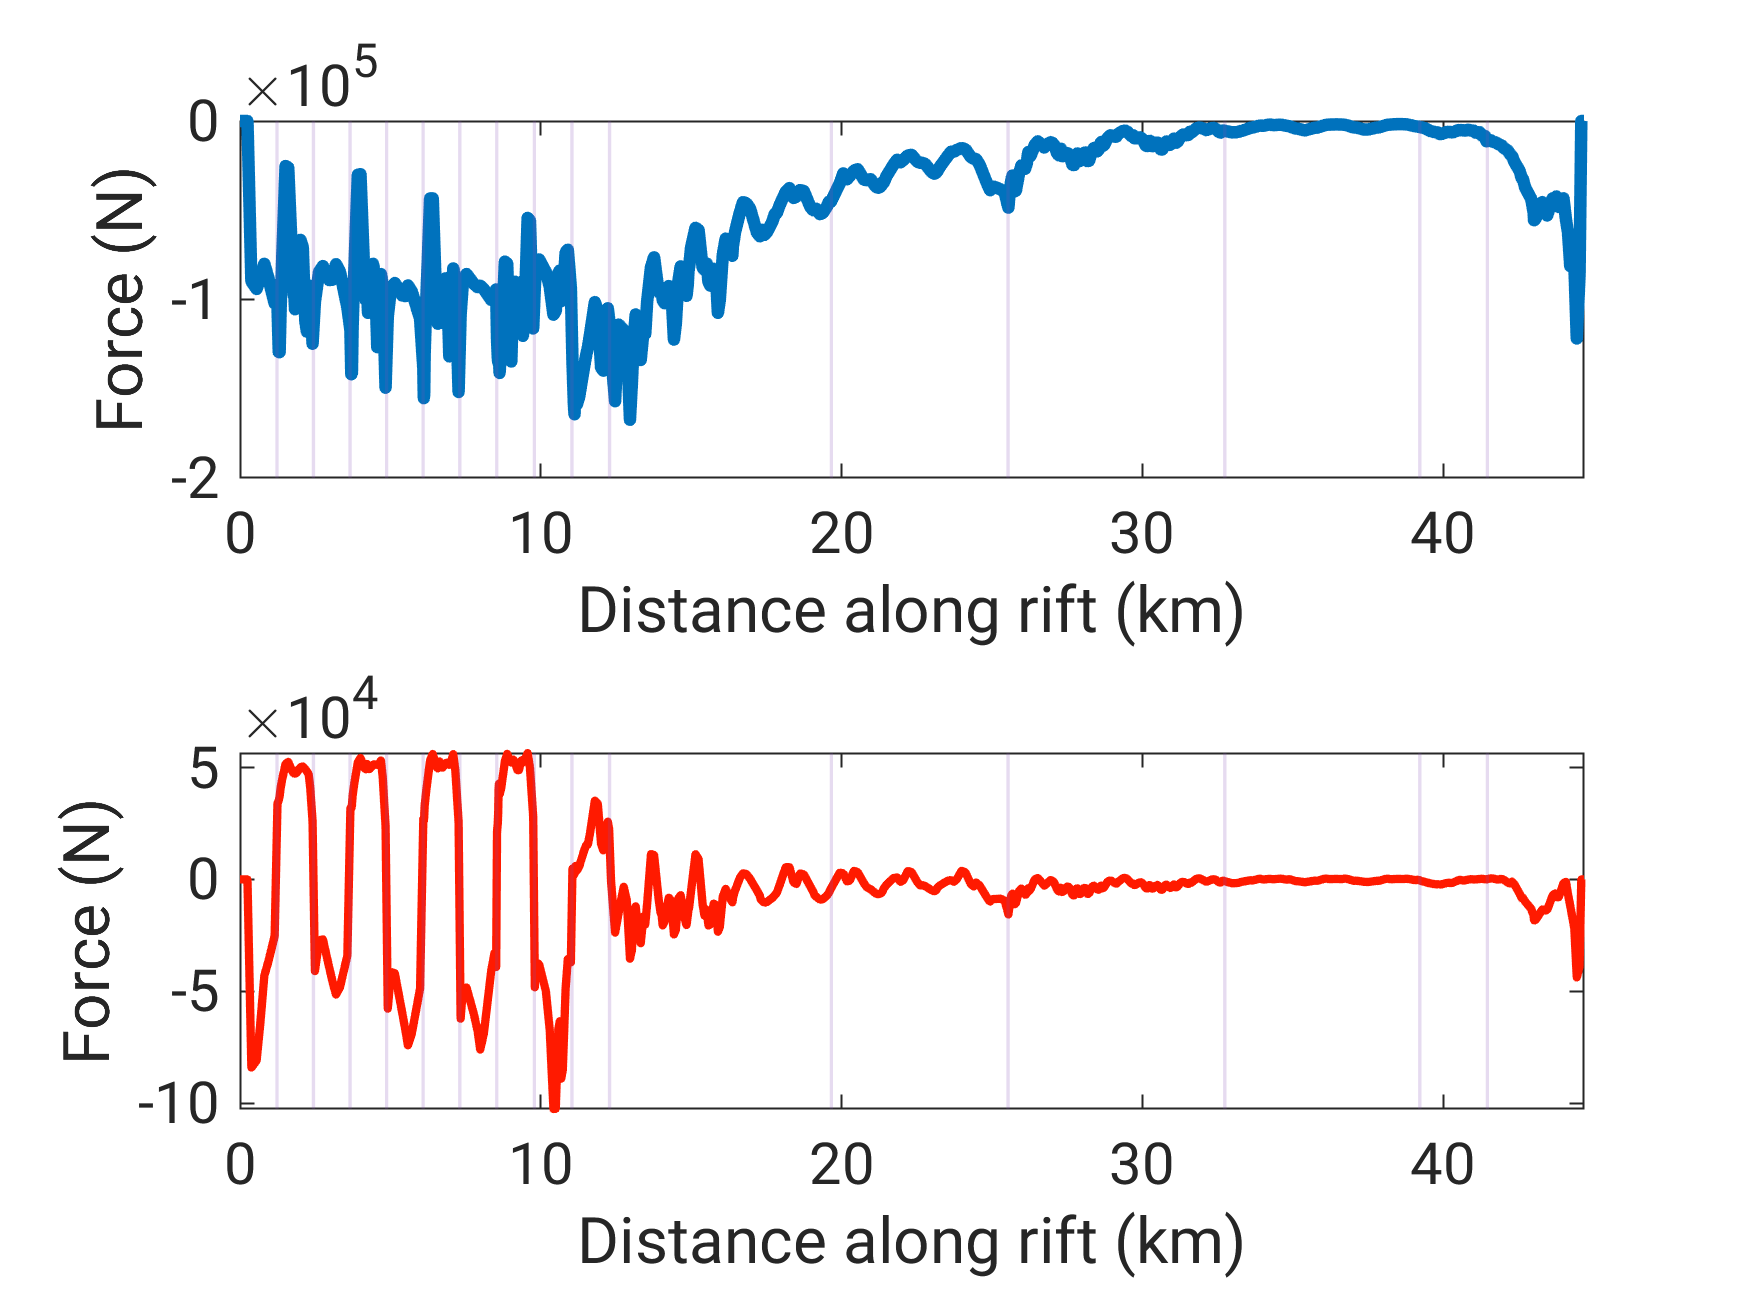 ×10^5
0
-1
-2
Force (N)
0 10 20 30 40
Distance along rift (km)
×10^4
5
0
-5
-10
Force (N)
0 10 20 30 40
Distance along rift (km)